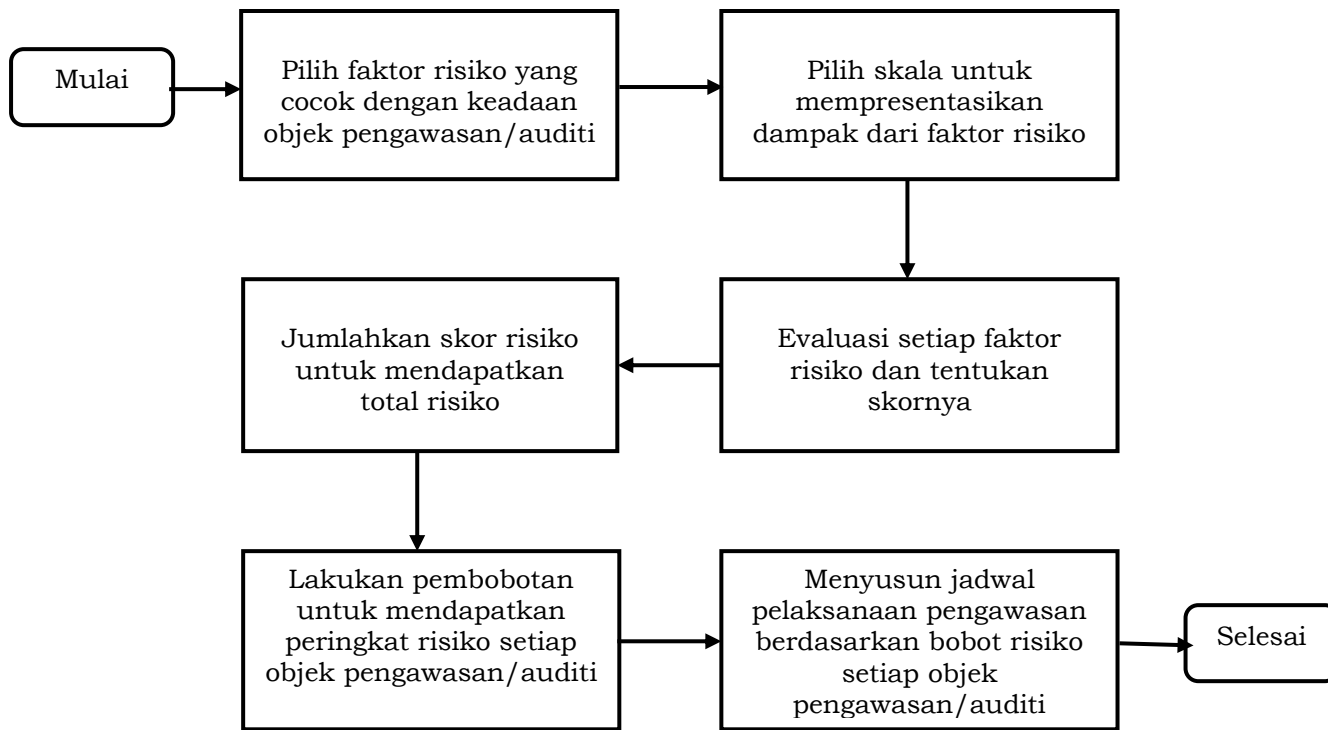 Mulai
Pilih faktor risiko yang
cocok dengan keadaan
objek pengawasan/auditi
Pilih skala untuk
mempresentasikan
dampak dari faktor risiko
Evaluasi setiap faktor
risiko dan tentukan
skornya
Jumlahkan skor risiko
untuk mendapatkan
total risiko
Lakukan pembobotan
untuk mendapatkan
peringkat risiko setiap
objek pengawasan/auditi
Menyusun jadwal
pelaksanaan pengawasan
berdasarkan bobot risiko
setiap objek
pengawasan/auditi
Selesai